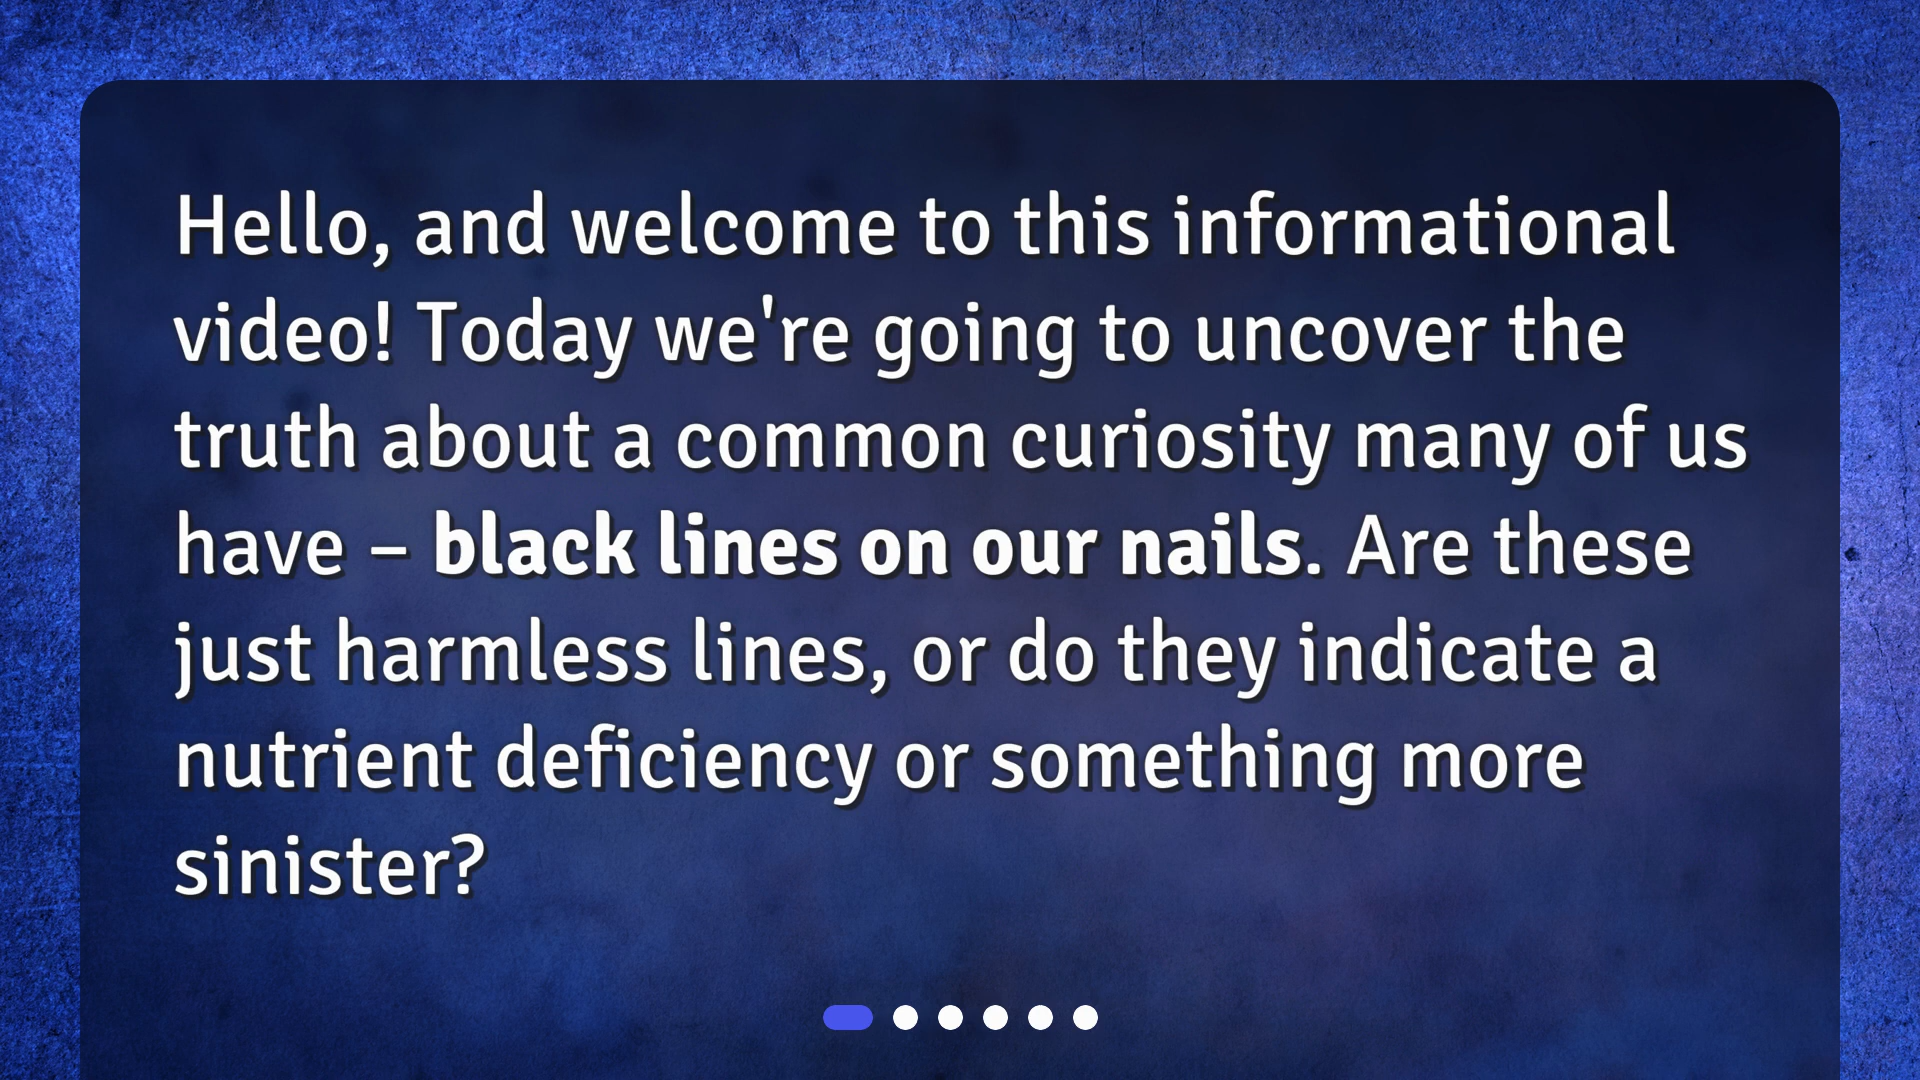 Hello, and welcome to this informational
video! Today we're going to uncover the
truth about a common curiosity many of us
have – black lines on our nails. Are these
just harmless lines, or do they indicate a
nutrient deficiency or something more
sinister?